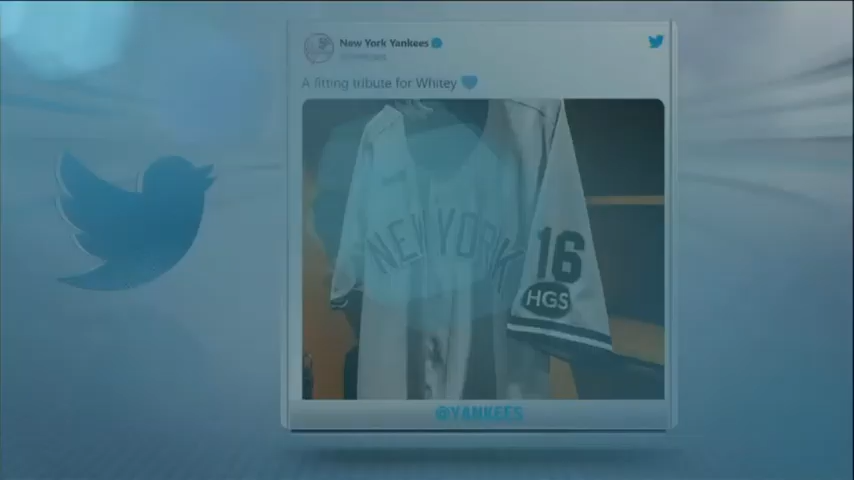 New York Yankees
A fitting tribute for Whitey
NEW YORK
16
HGS
@YANKEES